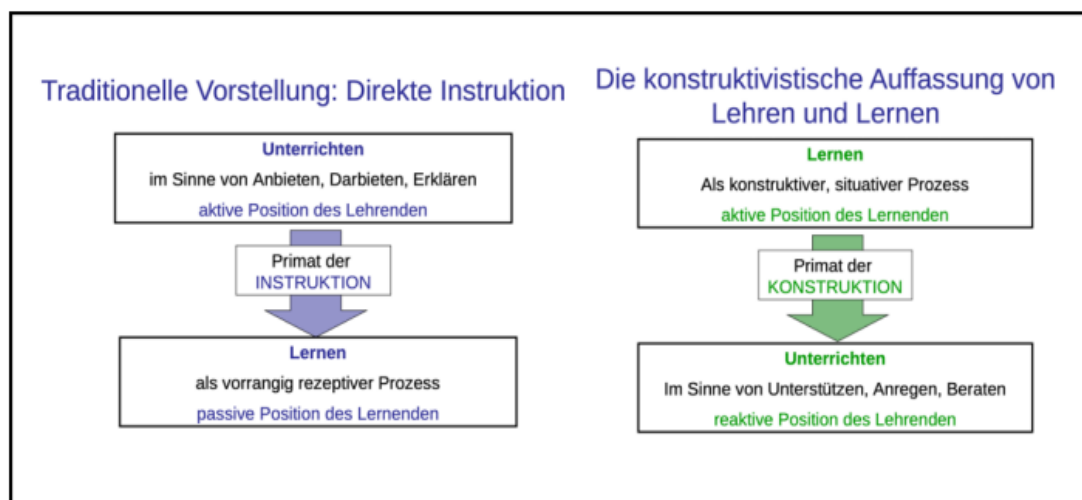 Traditionelle Vorstellung: Direkte Instruktion
Unterrichten
im Sinne von Anbieten, Darbieten, Erklären
aktive Position des Lehrenden
Primat der
INSTRUKTION
Lernen
als vorrangig rezeptiver Prozess
passive Position des Lernenden
Die konstruktivistische Auffassung von
Lehren und Lernen
Lernen
Als konstruktiver, situativer Prozess
aktive Position des Lernenden
Primat der
KONSTRUKTION
Unterrichten
Im Sinne von Unterstützen, Anregen, Beraten
reaktive Position des Lehrenden